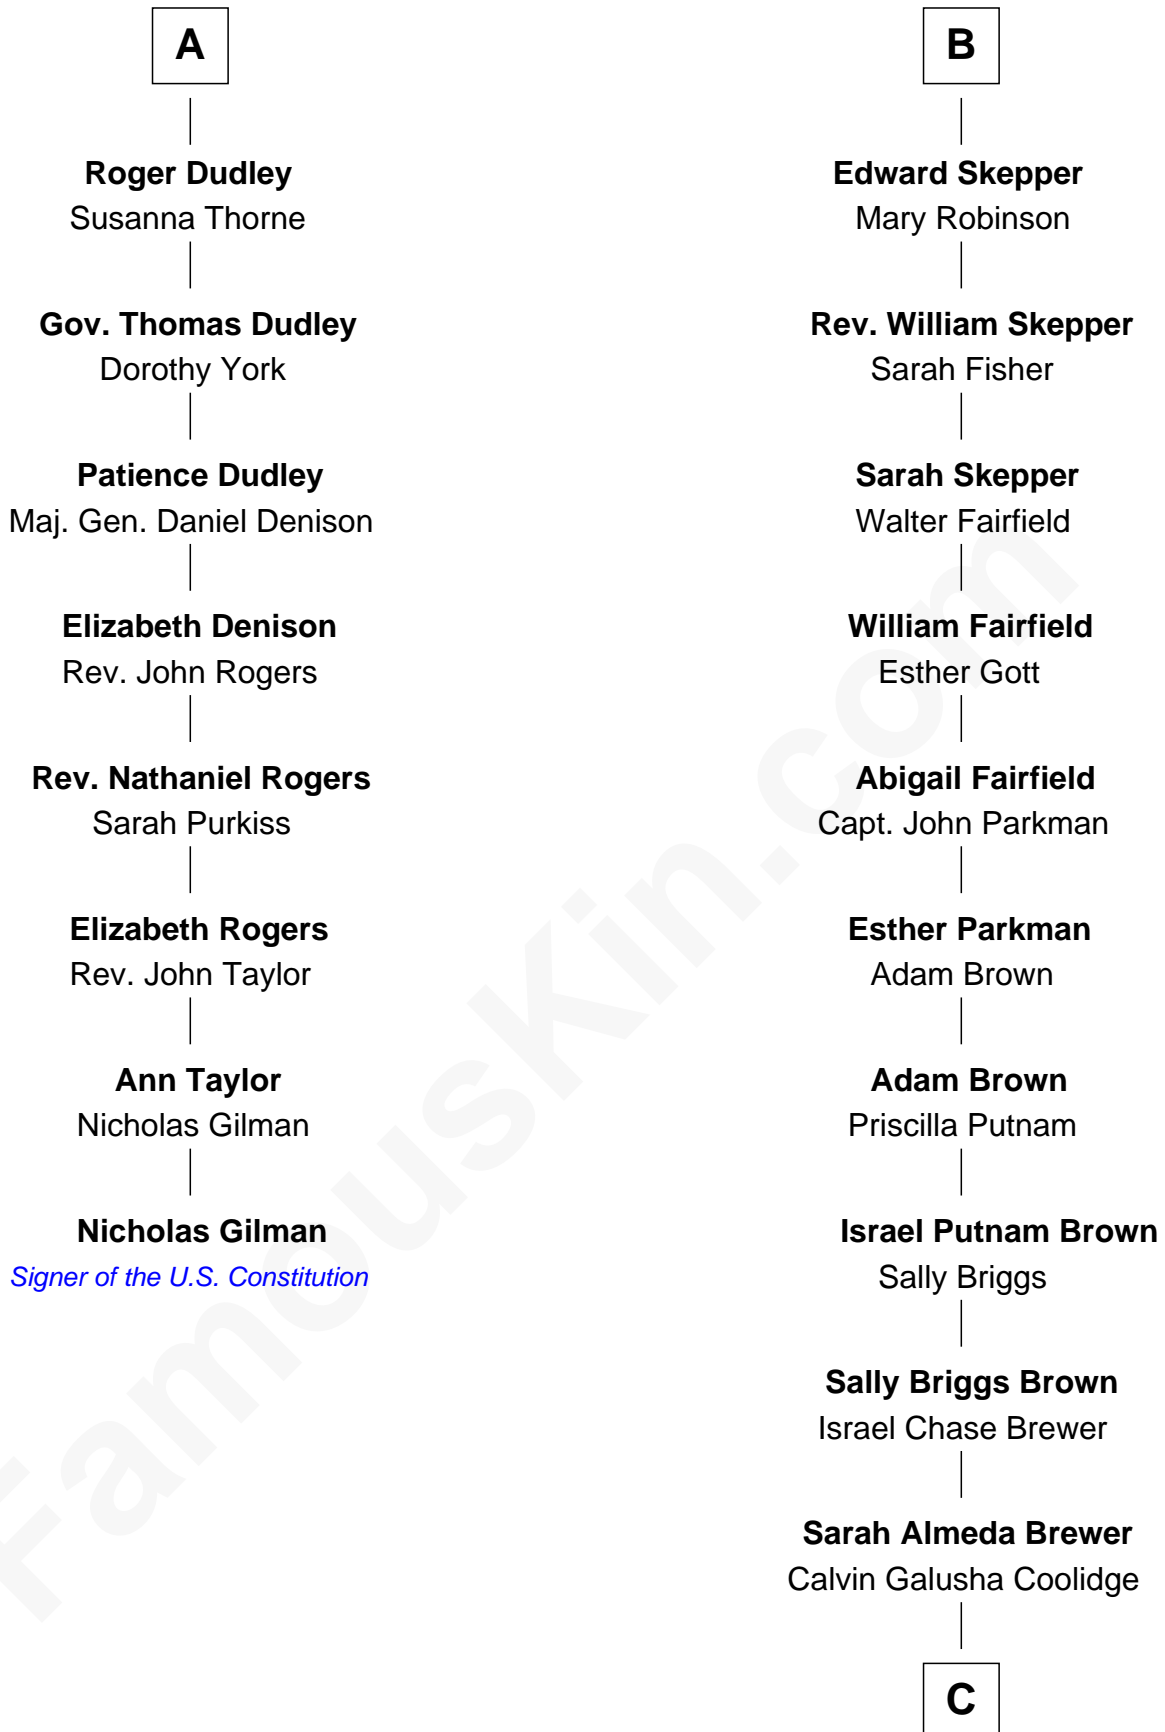 A
Roger Dudley
Susanna Thorne
Gov. Thomas Dudley
Dorothy York
Patience Dudley
Maj. Gen. Daniel Denison
Elizabeth Denison
Rev. John Rogers
Rev. Nathaniel Rogers
Sarah Purkiss
Elizabeth Rogers
Rev. John Taylor
Ann Taylor
Nicholas Gilman
Nicholas Gilman
Signer of the U.S. Constitution
B
Edward Skepper
Mary Robinson
Rev. William Skepper
Sarah Fisher
Sarah Skepper
Walter Fairfield
William Fairfield
Esther Gott
Abigail Fairfield
Capt. John Parkman
Esther Parkman
Adam Brown
Adam Brown
Priscilla Putnam
Israel Putnam Brown
Sally Briggs
Sally Briggs Brown
Israel Chase Brewer
Sarah Almeda Brewer
Calvin Galusha Coolidge
C
FamousKin.com